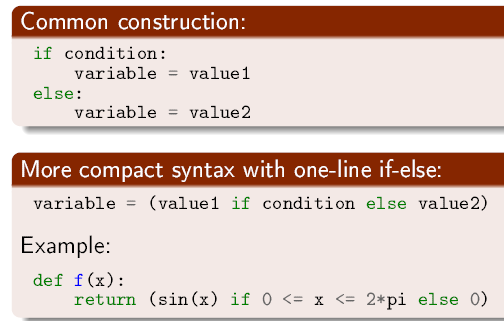 Common construction:
if condition:
    variable = value1
else:
    variable = value2
More compact syntax with one-line if-else:
variable = (value1 if condition else value2)
Example:
def f(x):
    return (sin(x) if 0 <= x <= 2*pi else 0)